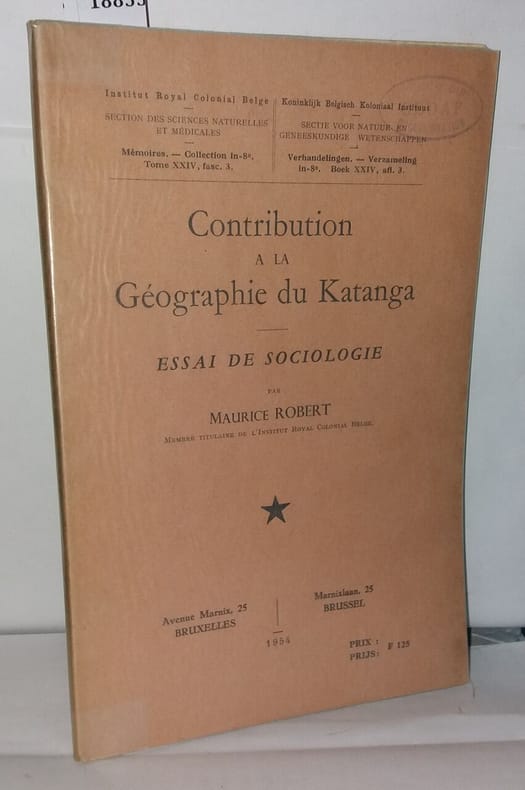 18855
Institut Royal Colonial Belge
SECTION DES SCIENCES NATURELLES
ET MÉDICALES
Mémoires. — Collection in-8º.
Tome XXIV, fasc. 3.
Koninklijk Belgisch Koloniaal Instituut
SECTIE VOOR NATUUR- EN
GENEESKUNDIGE WETENSCHAPPEN
Verhandelingen. — Verzameling
in-8º. Boek XXIV, afl. 3.
Contribution
A LA
Géographie du Katanga
ESSAI DE SOCIOLOGIE
PAR
MAURICE ROBERT
MEMBRE TITULAIRE DE L'INSTITUT ROYAL COLONIAL BELGE.
Avenue Marnix, 25
BRUXELLES
Marnixlaan, 25
BRUSSEL
1954
PRIX :
PRIJS:
F 125